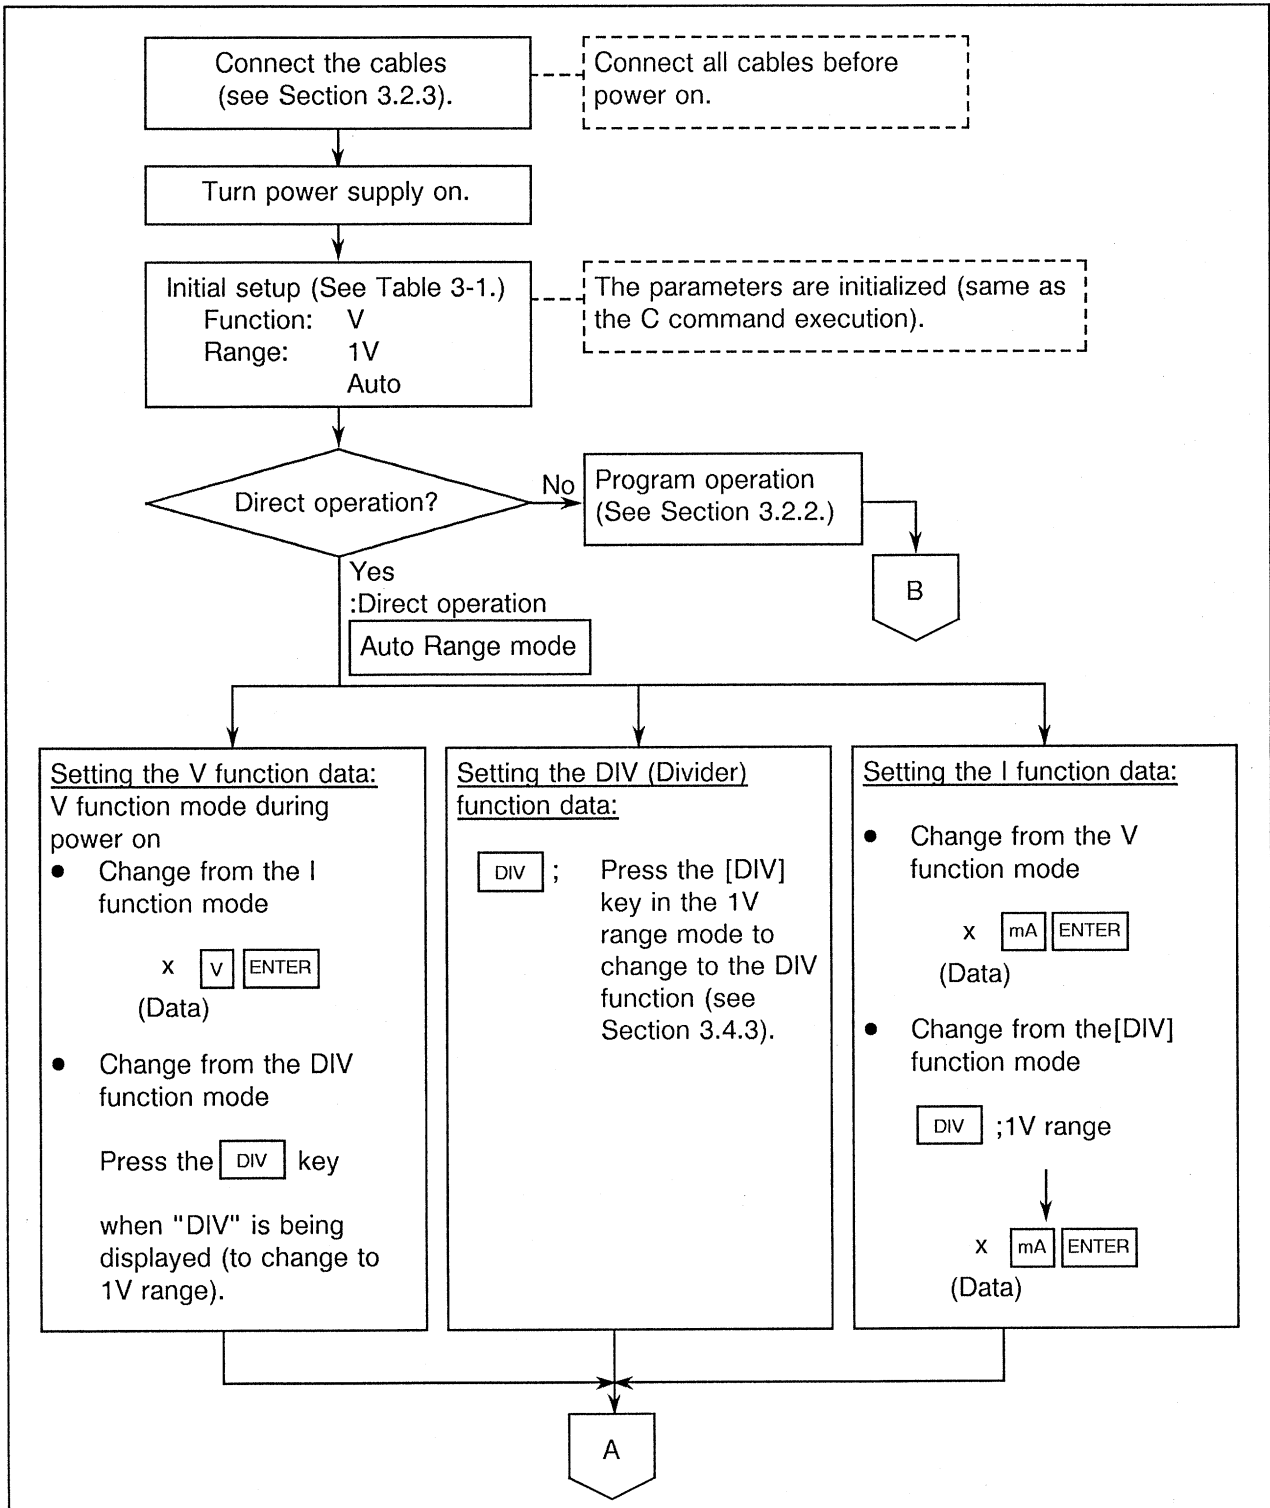 Connect the cables
(see Section 3.2.3).
Connect all cables before
power on.
Turn power supply on.
Initial setup (See Table 3-1.)
Function: V
Range: 1V
Auto
The parameters are initialized (same as
the C command execution).
Direct operation?
No
Program operation
(See Section 3.2.2.)
B
Yes
:Direct operation
Auto Range mode
Setting the V function data:
V function mode during
power on
● Change from the I
function mode
x V ENTER
(Data)
● Change from the DIV
function mode
Press the DIV key
when "DIV" is being
displayed (to change to
1V range).
Setting the DIV (Divider)
function data:
DIV ; Press the [DIV]
key in the 1V
range mode to
change to the DIV
function (see
Section 3.4.3).
Setting the I function data:
● Change from the V
function mode
x mA ENTER
(Data)
● Change from the[DIV]
function mode
DIV ;1V range
x mA ENTER
(Data)
A